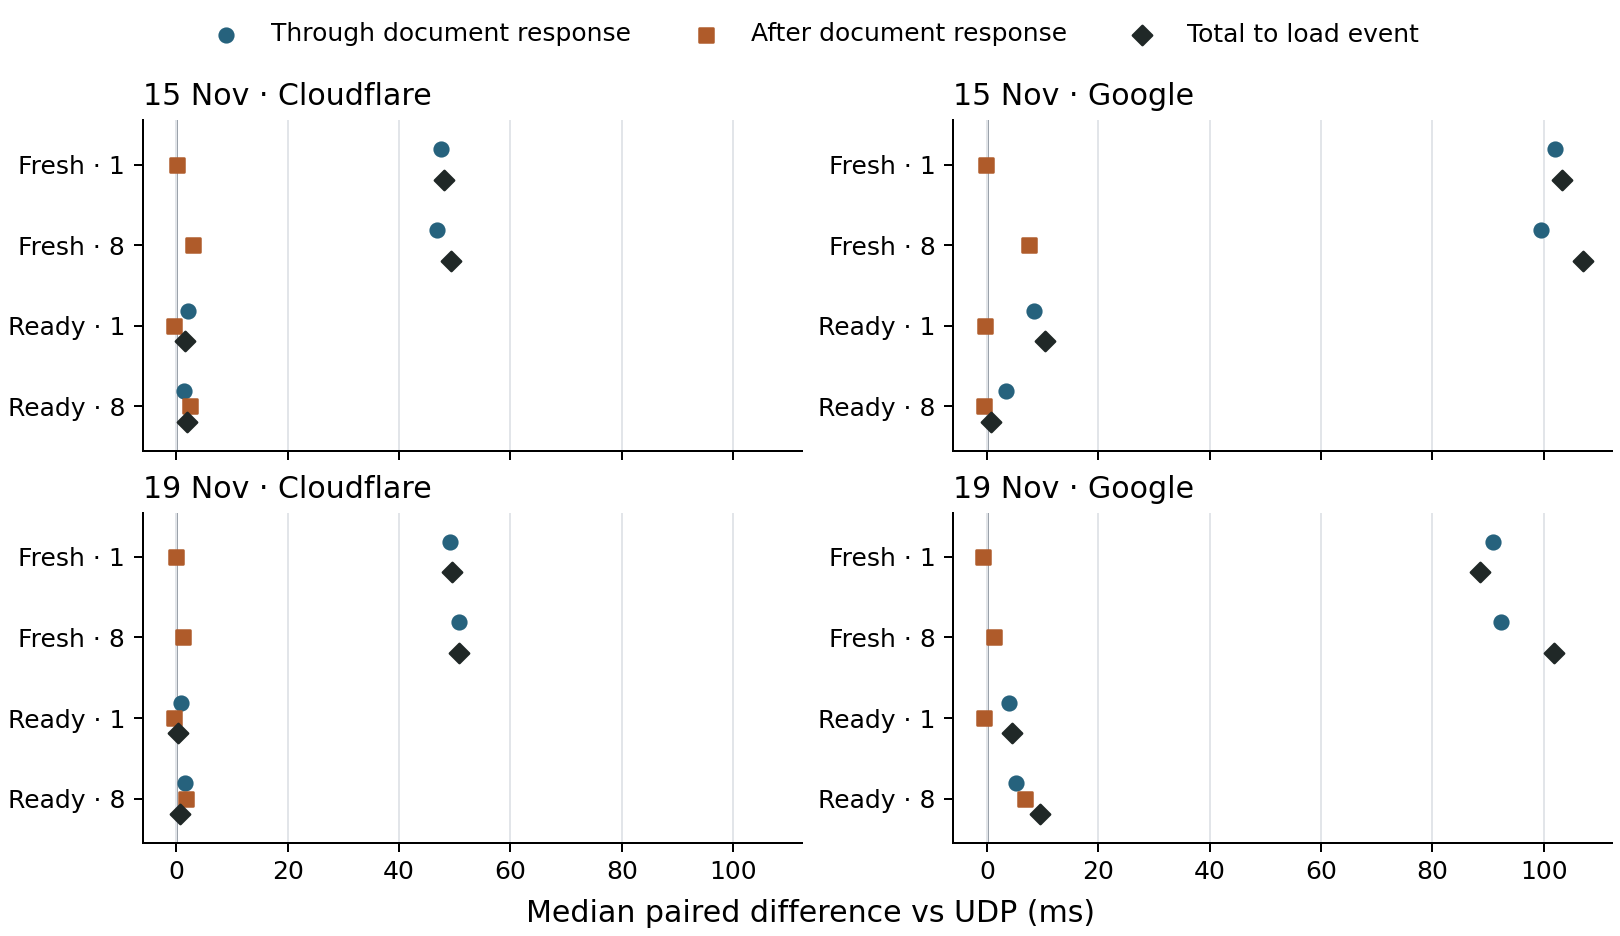 Through document response After document response Total to load event
15 Nov · Cloudflare
Fresh · 1
Fresh · 8
Ready · 1
Ready · 8
15 Nov · Google
Fresh · 1
Fresh · 8
Ready · 1
Ready · 8
19 Nov · Cloudflare
Fresh · 1
Fresh · 8
Ready · 1
Ready · 8
0 20 40 60 80 100
19 Nov · Google
Fresh · 1
Fresh · 8
Ready · 1
Ready · 8
0 20 40 60 80 100
Median paired difference vs UDP (ms)